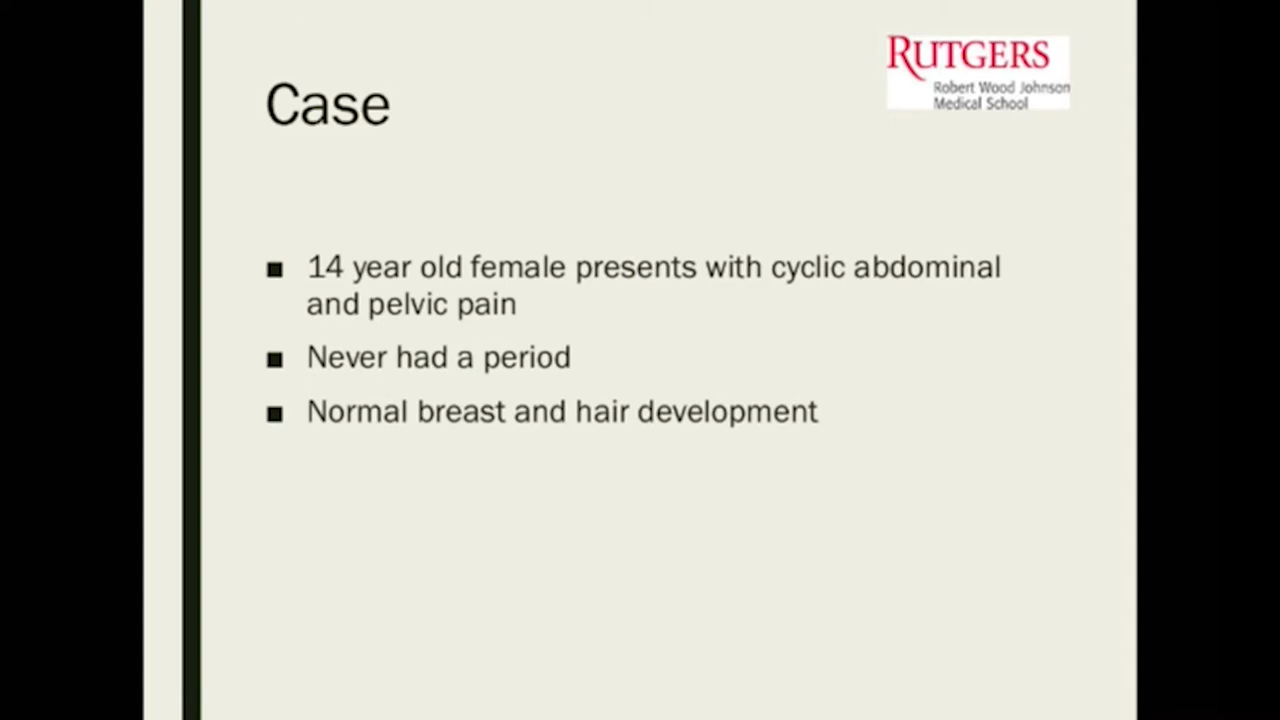 RUTGERS
Robert Wood Johnson
Medical School
Case
■ 14 year old female presents with cyclic abdominal
and pelvic pain
■ Never had a period
■ Normal breast and hair development